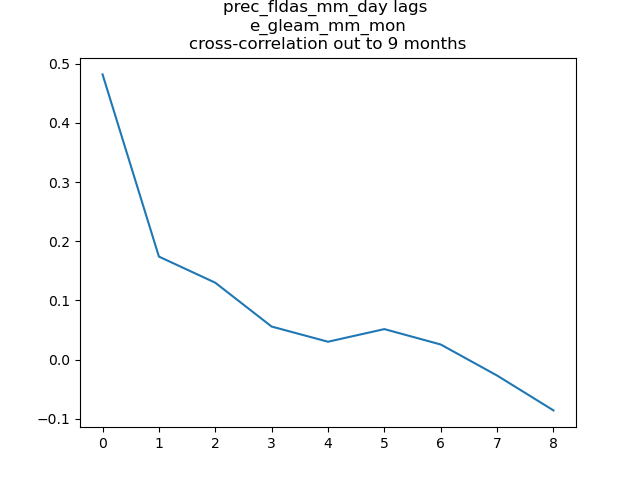 prec_fldas_mm_day lags
e_gleam_mm_mon
cross-correlation out to 9 months
0.5
0.4
0.3
0.2
0.1
0.0
−0.1
0 1 2 3 4 5 6 7 8